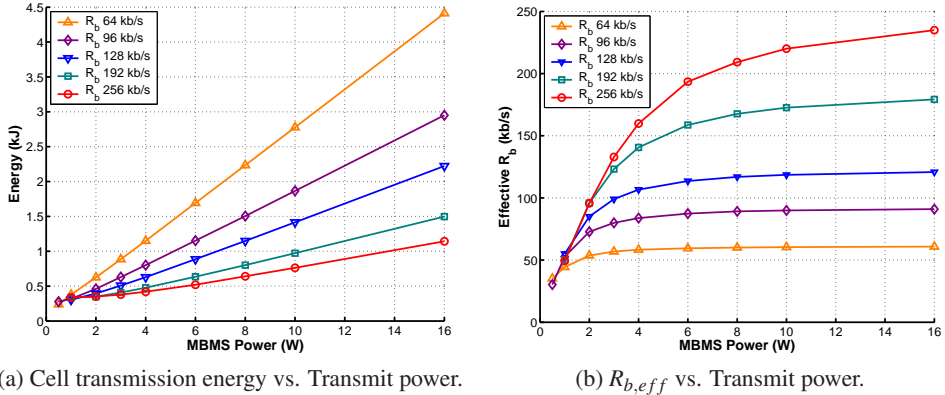 4.5
4
3.5
3
2.5
2
1.5
1
0.5
0
Energy (kJ)
R_b 64 kb/s
R_b 96 kb/s
R_b 128 kb/s
R_b 192 kb/s
R_b 256 kb/s
0 2 4 6 8 10 12 14 16
MBMS Power (W)
(a) Cell transmission energy vs. Transmit power.
250
200
150
100
50
0
Effective R_b (kb/s)
R_b 64 kb/s
R_b 96 kb/s
R_b 128 kb/s
R_b 192 kb/s
R_b 256 kb/s
0 2 4 6 8 10 12 14 16
MBMS Power (W)
(b) R_{b,eff} vs. Transmit power.